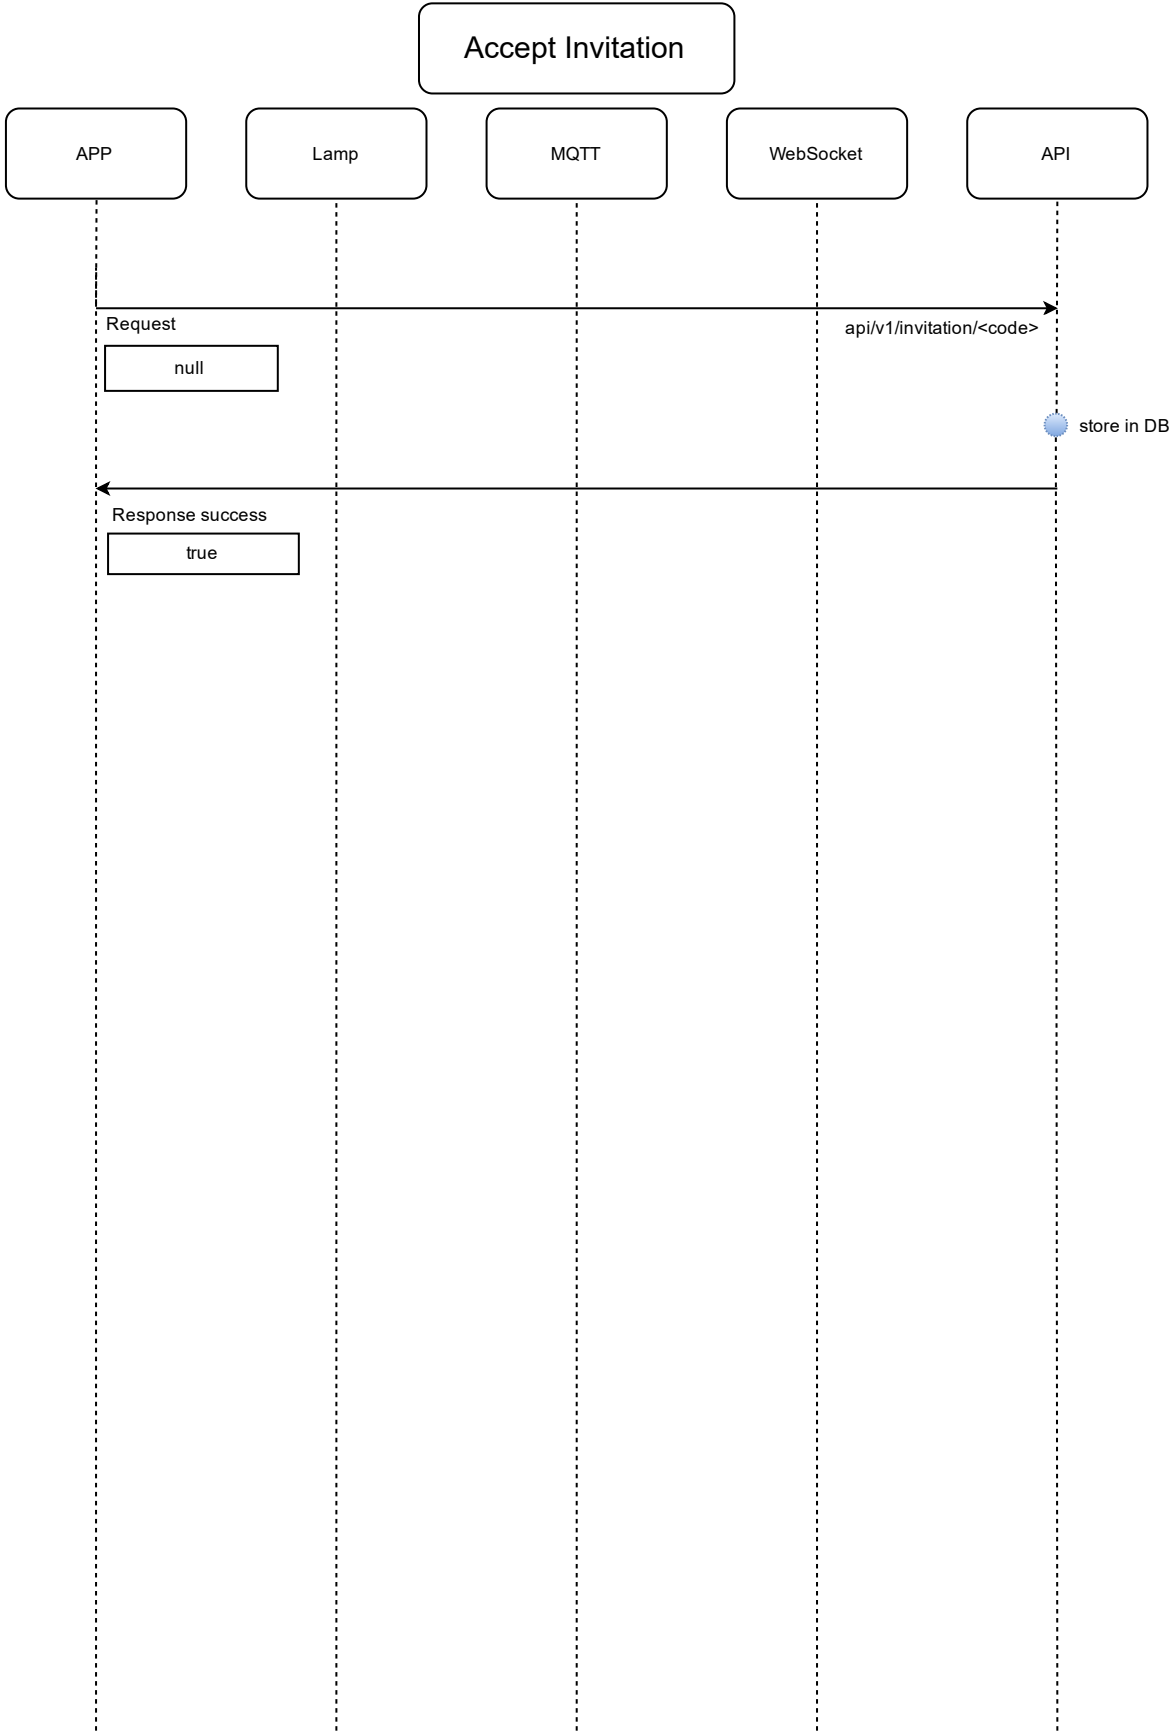 Accept Invitation
APP
Lamp
MQTT
WebSocket
API
Request
api/v1/invitation/<code>
null
store in DB
Response success
true